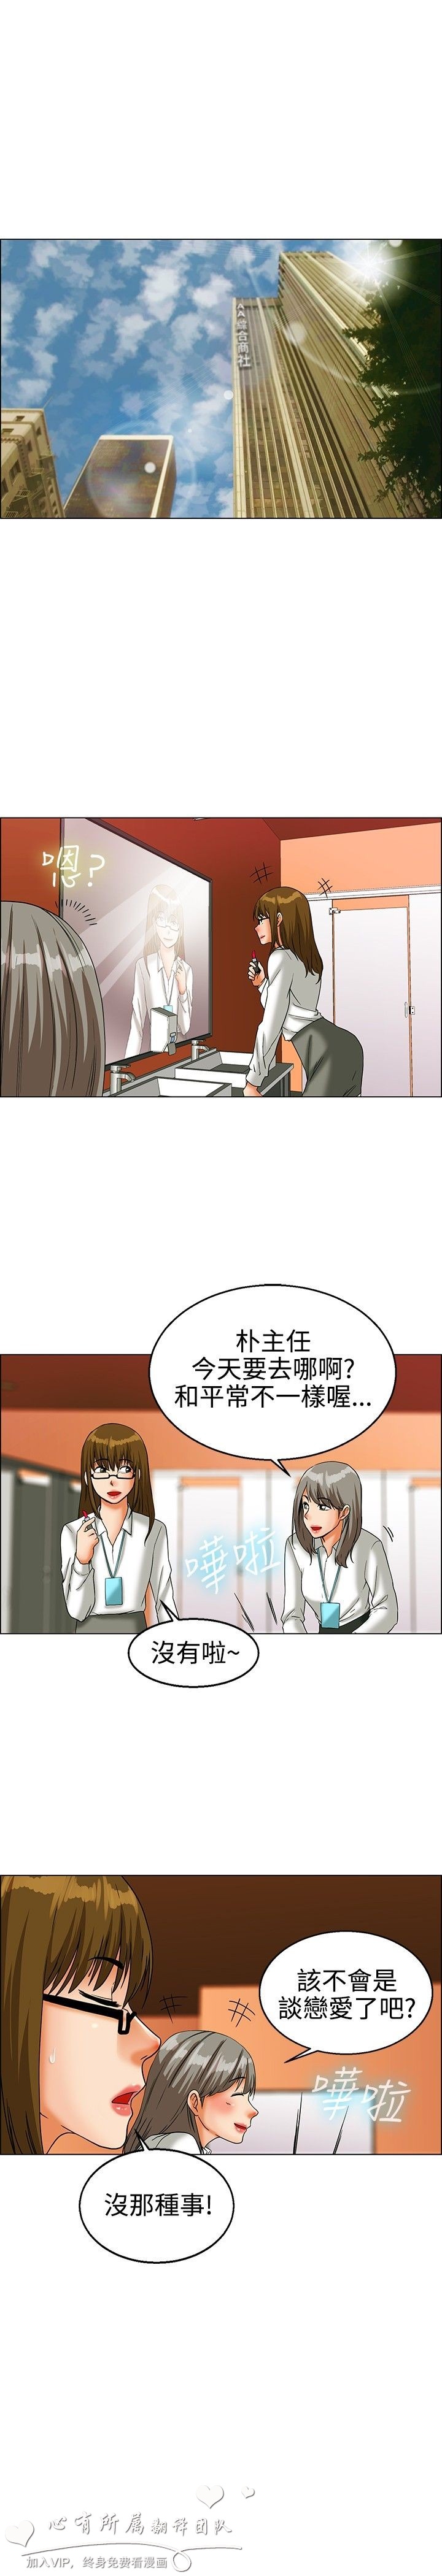 AA綜合商社
嗯?
朴主任
今天要去哪啊?
和平常不一樣喔...
嘩啦
沒有啦~
該不會是
談戀愛了吧?
嘩啦
沒那種事!
心有所属翻译团队
加入VIP，终身免费看漫画